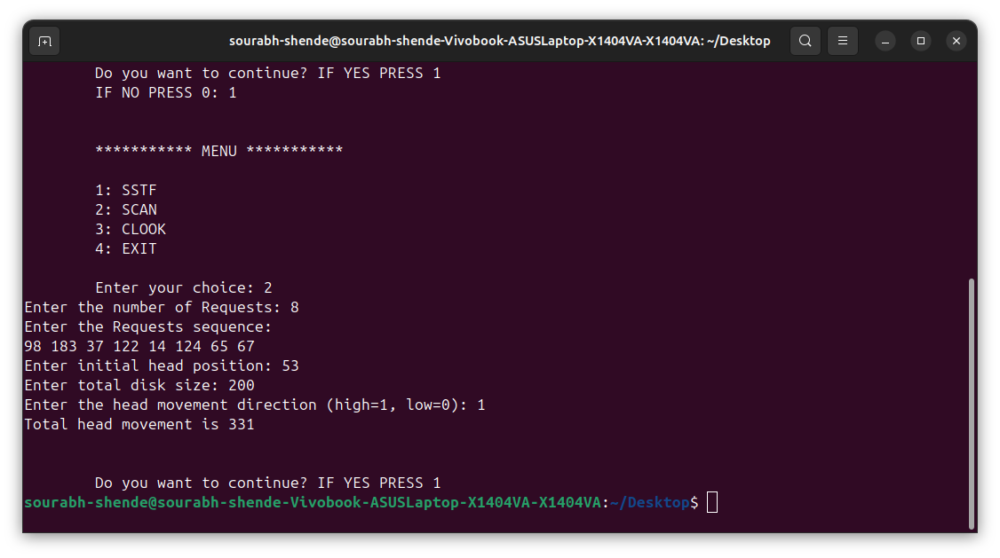 sourabh-shende@sourabh-shende-Vivobook-ASUSLaptop-X1404VA-X1404VA: ~/Desktop
Do you want to continue? IF YES PRESS 1
IF NO PRESS 0: 1
*********** MENU ***********
1: SSTF
2: SCAN
3: CLOOK
4: EXIT
Enter your choice: 2
Enter the number of Requests: 8
Enter the Requests sequence:
98 183 37 122 14 124 65 67
Enter initial head position: 53
Enter total disk size: 200
Enter the head movement direction (high=1, low=0): 1
Total head movement is 331
Do you want to continue? IF YES PRESS 1
sourabh-shende@sourabh-shende-Vivobook-ASUSLaptop-X1404VA-X1404VA:~/Desktop$